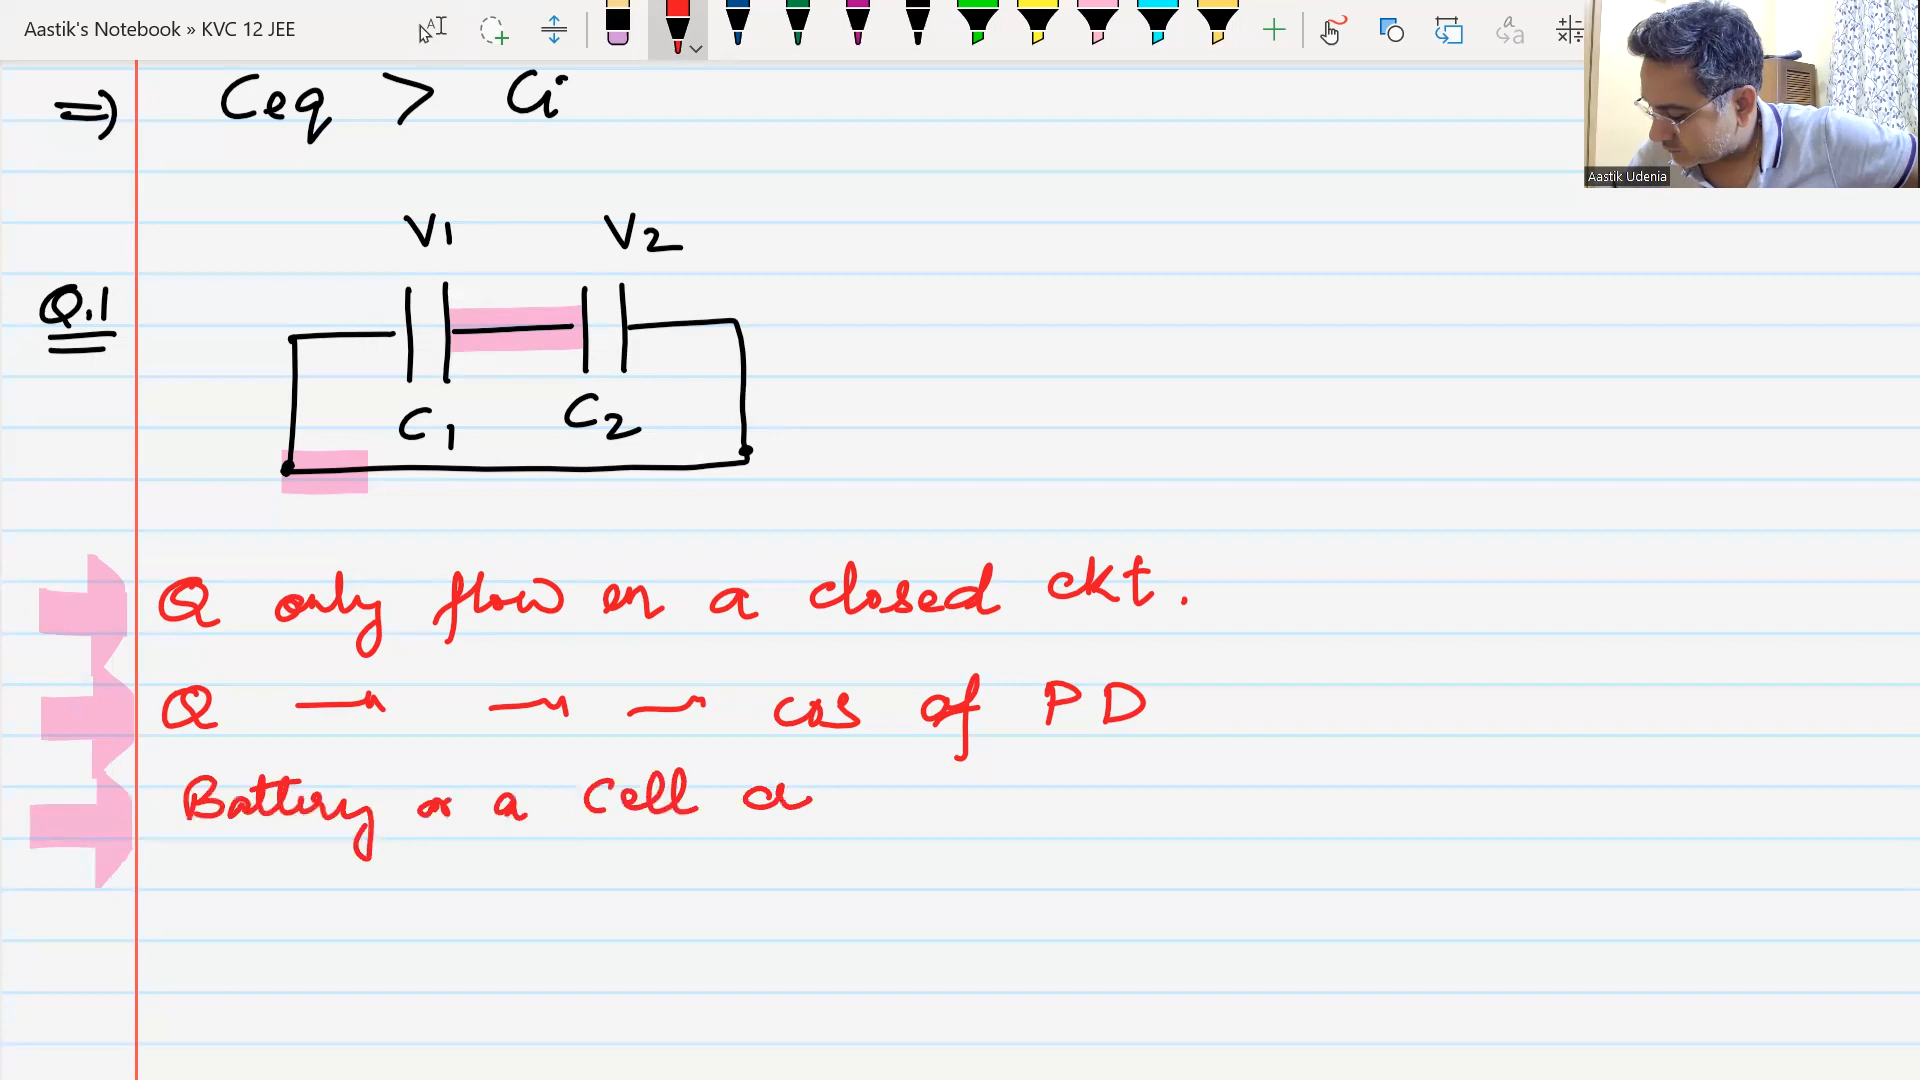 Aastik's Notebook » KVC 12 JEE
Aastik Udenia
⇒ Ceq > Ci
V1 V2
Q.1
C1 C2
Q only flow in a closed ckt.
Q cos of PD
Battery or a Cell a